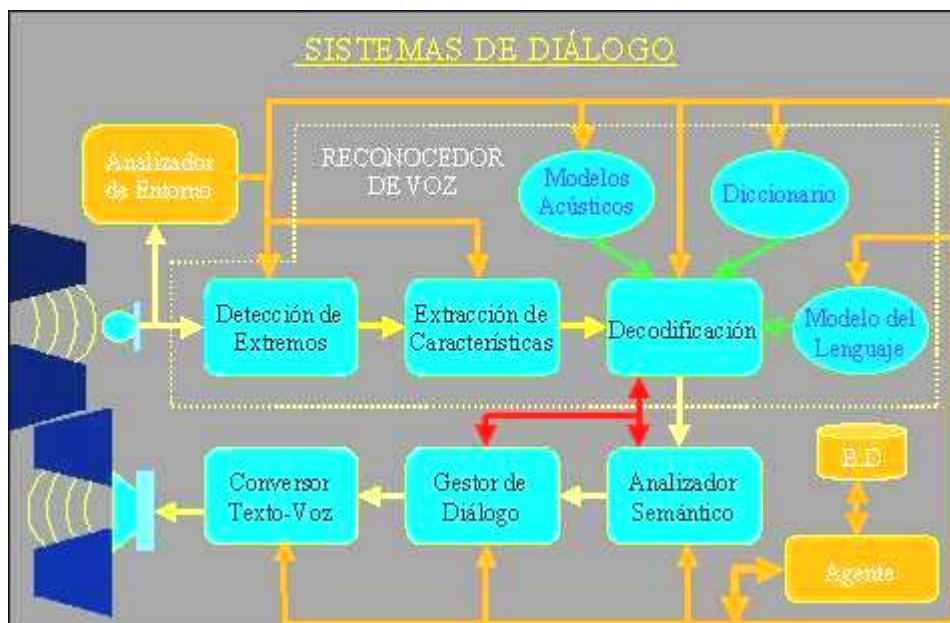 SISTEMAS DE DIÁLOGO
Analizador
de Entorno
RECONOCEDOR
DE VOZ
Modelos
Acústicos
Diccionario
Detección de
Extremos
Extracción de
Características
Decodificación
Modelo del
Lenguaje
Conversor
Texto-Voz
Gestor de
Diálogo
Analizador
Semántico
B.D.
Agente